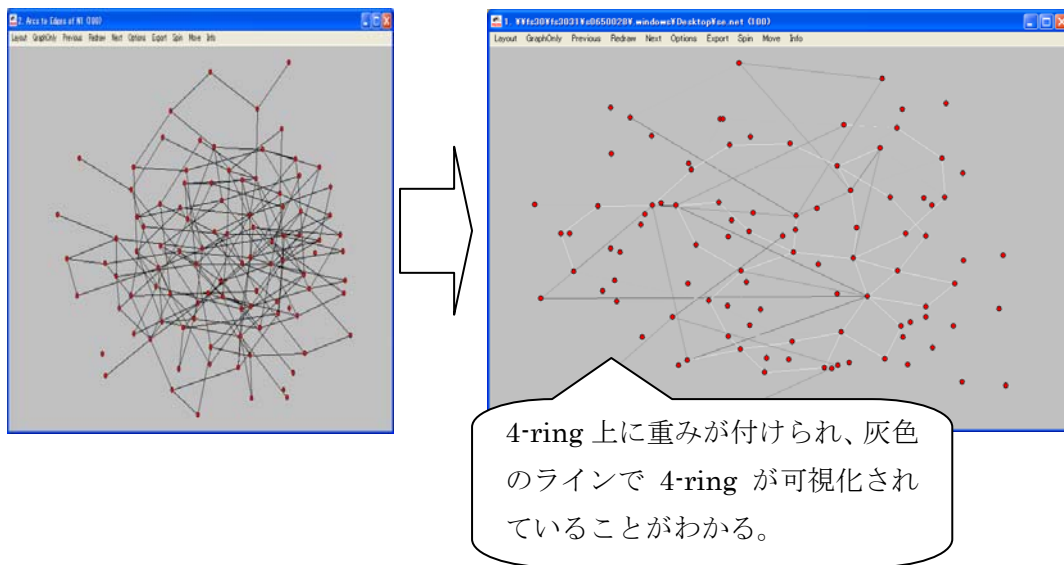 2. Arcs to Edges of N1 (100)
Layout GraphOnly Previous Redraw Next Options Export Spin Move Info
1. ¥¥fs30¥fs3031¥s0650028¥.windows¥Desktop¥se.net (100)
Layout GraphOnly Previous Redraw Next Options Export Spin Move Info
4-ring 上に重みが付けられ、灰色
のラインで 4-ring が可視化され
ていることがわかる。